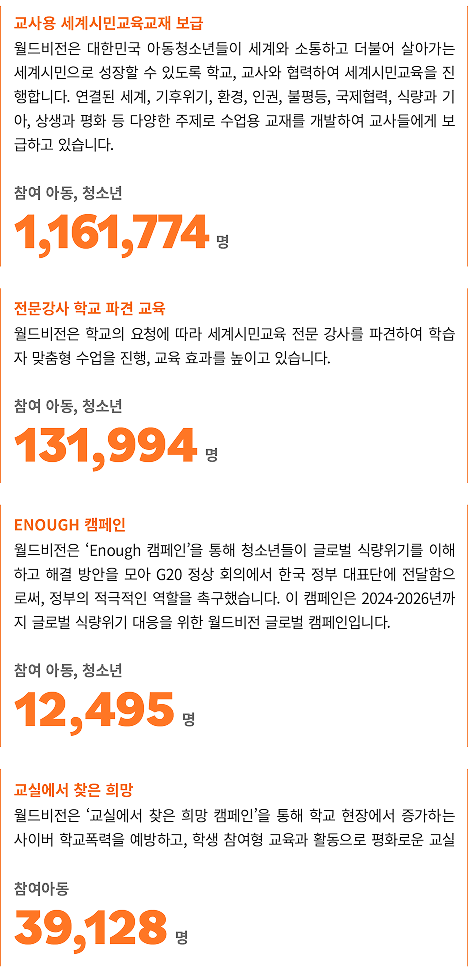 교사용 세계시민교육교재 보급
월드비전은 대한민국 아동청소년들이 세계와 소통하고 더불어 살아가는
세계시민으로 성장할 수 있도록 학교, 교사와 협력하여 세계시민교육을 진
행합니다. 연결된 세계, 기후위기, 환경, 인권, 불평등, 국제협력, 식량과 기
아, 상생과 평화 등 다양한 주제로 수업용 교재를 개발하여 교사들에게 보
급하고 있습니다.
참여 아동, 청소년
1,161,774 명
전문강사 학교 파견 교육
월드비전은 학교의 요청에 따라 세계시민교육 전문 강사를 파견하여 학습
자 맞춤형 수업을 진행, 교육 효과를 높이고 있습니다.
참여 아동, 청소년
131,994 명
ENOUGH 캠페인
월드비전은 ‘Enough 캠페인’을 통해 청소년들이 글로벌 식량위기를 이해
하고 해결 방안을 모아 G20 정상 회의에서 한국 정부 대표단에 전달함으
로써, 정부의 적극적인 역할을 촉구했습니다. 이 캠페인은 2024-2026년까
지 글로벌 식량위기 대응을 위한 월드비전 글로벌 캠페인입니다.
참여 아동, 청소년
12,495 명
교실에서 찾은 희망
월드비전은 ‘교실에서 찾은 희망 캠페인’을 통해 학교 현장에서 증가하는
사이버 학교폭력을 예방하고, 학생 참여형 교육과 활동으로 평화로운 교실
참여아동
39,128 명